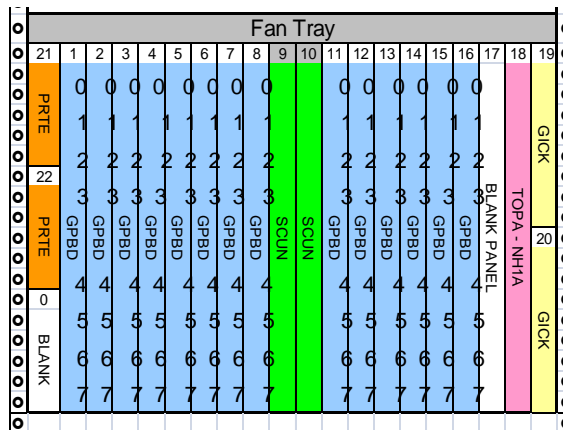 Fan Tray
21 1 2 3 4 5 6 7 8 9 10 11 12 13 14 15 16 17 18 19
0 0 0 0 0 0 0 0 0 0 0 0 0 0
PRTE
1 1 1 1 1 1 1 1 1 1 1 1 1 1
GICK
2 2 2 2 2 2 2 2 2 2 2 2 2 2
22
3 3 3 3 3 3 3 3 3 3 3 3 3 3
PRTE
GPBD
GPBD
GPBD
GPBD
GPBD
GPBD
GPBD
GPBD
SCUN
SCUN
GPBD
GPBD
GPBD
GPBD
GPBD
GPBD
BLANK PANEL
TOPA - NH1A
20
4 4 4 4 4 4 4 4 4 4 4 4 4 4
0
5 5 5 5 5 5 5 5 5 5 5 5 5 5
GICK
BLANK
6 6 6 6 6 6 6 6 6 6 6 6 6 6
7 7 7 7 7 7 7 7 7 7 7 7 7 7